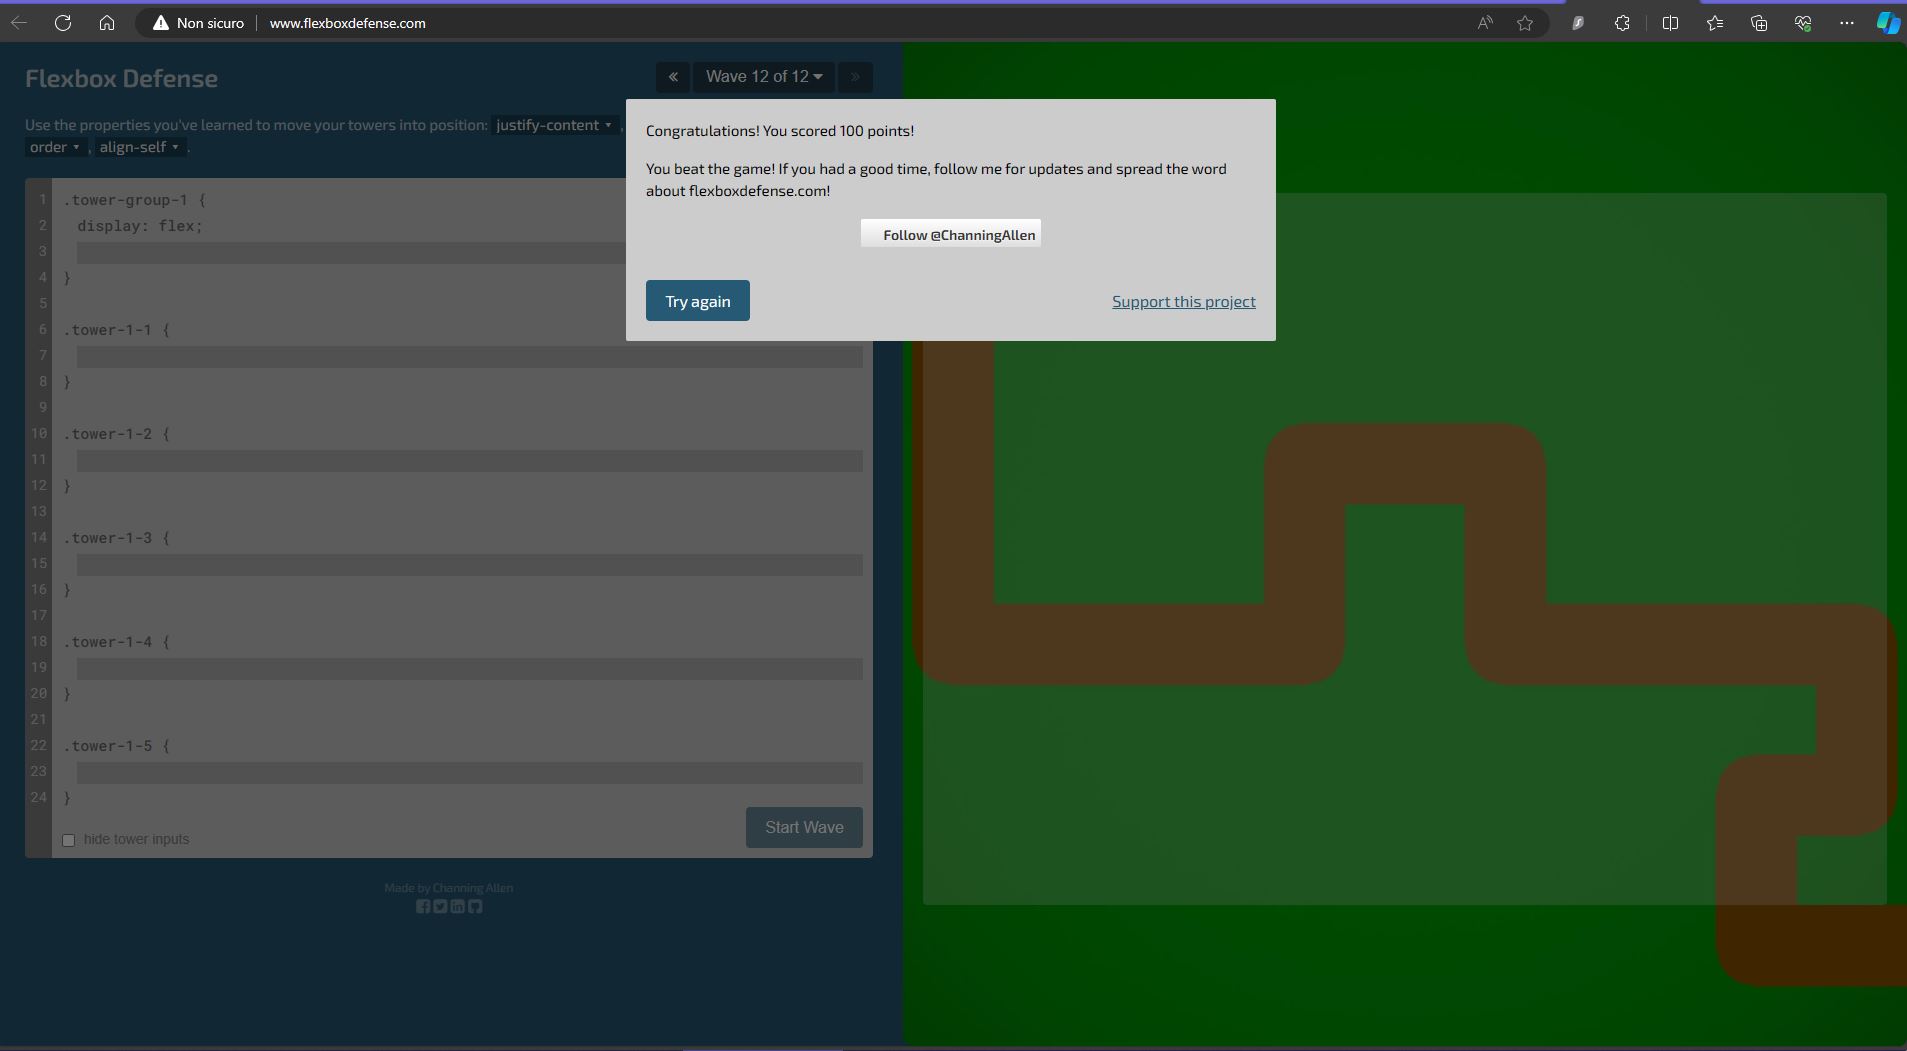 Non sicuro www.flexboxdefense.com
Flexbox Defense
« Wave 12 of 12 »
Use the properties you've learned to move your towers into position: justify-content ,
order , align-self .
Congratulations! You scored 100 points!
You beat the game! If you had a good time, follow me for updates and spread the word
about flexboxdefense.com!
Follow @ChanningAllen
Try again
Support this project
1 .tower-group-1 {
2 display: flex;
3
4 }
5
6 .tower-1-1 {
7
8 }
9
10 .tower-1-2 {
11
12 }
13
14 .tower-1-3 {
15
16 }
17
18 .tower-1-4 {
19
20 }
21
22 .tower-1-5 {
23
24 }
hide tower inputs
Start Wave
Made by Channing Allen